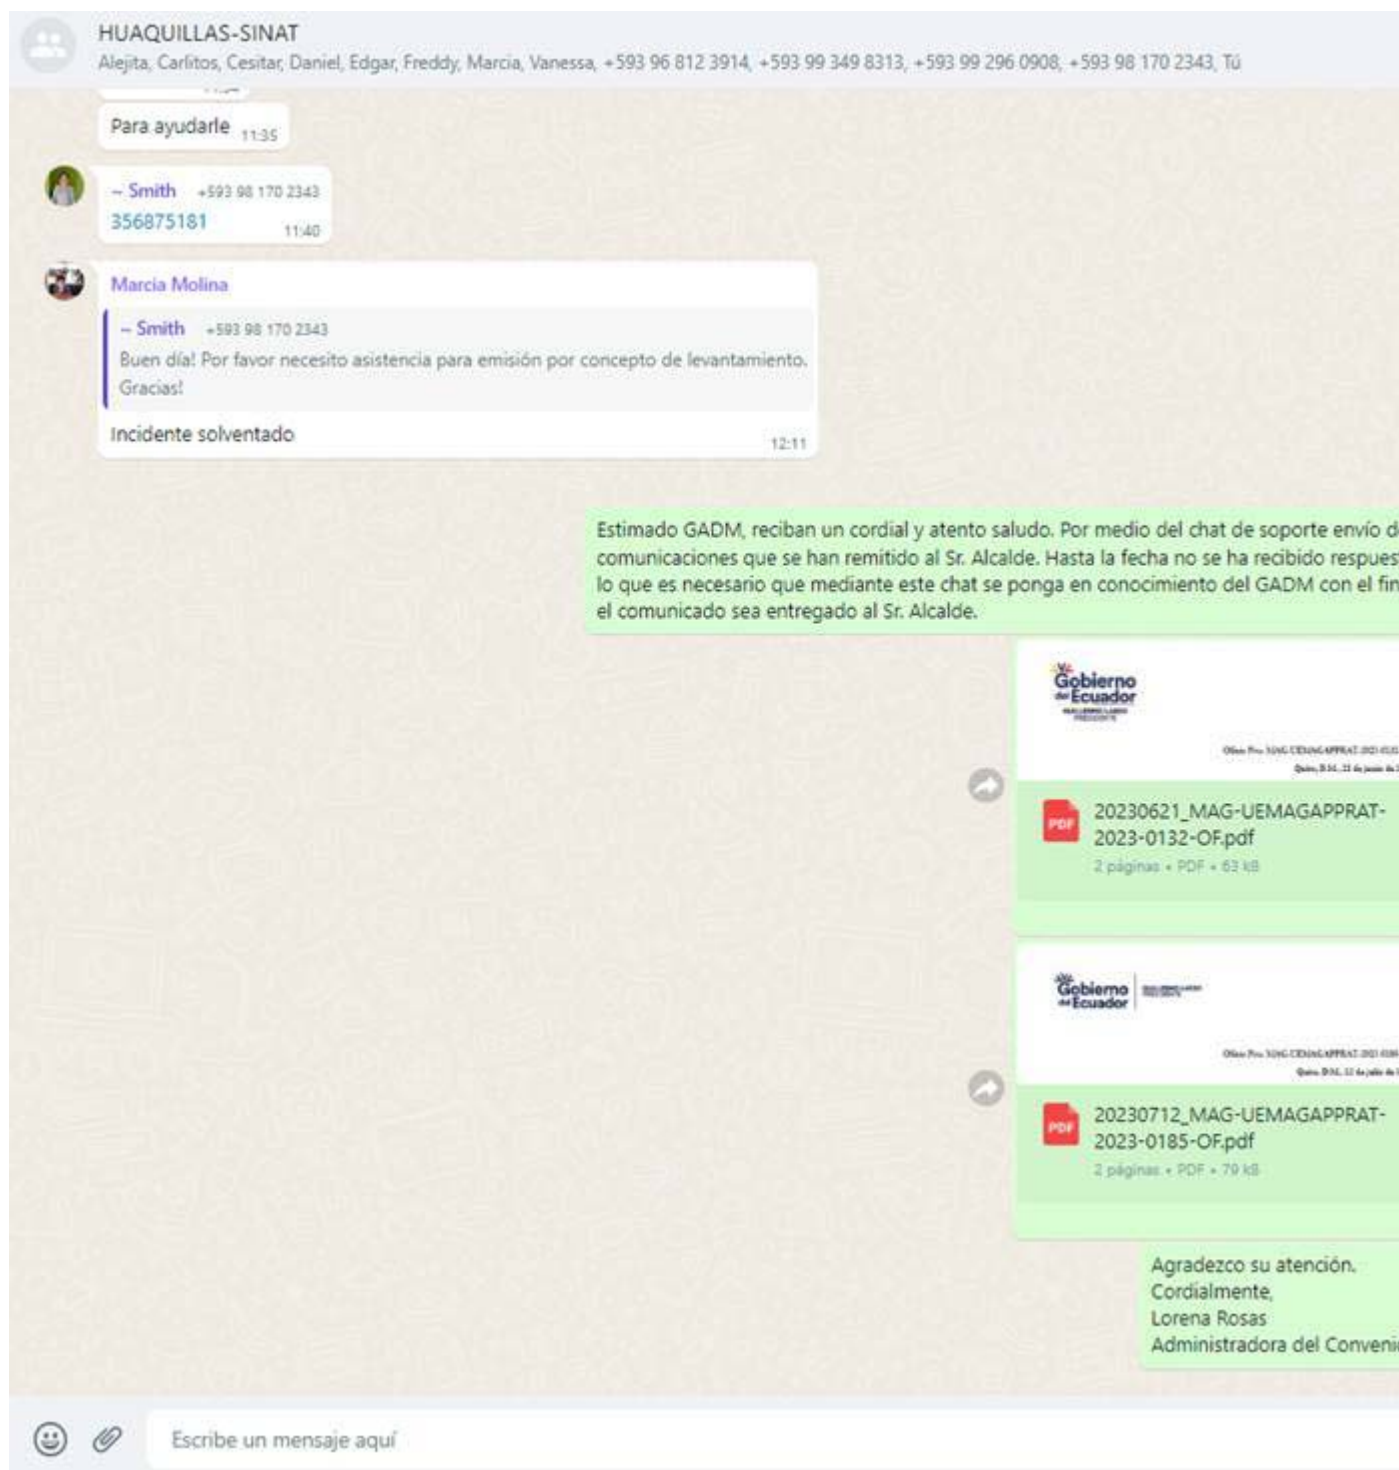 HUAQUILLAS-SINAT
Alejita, Carlitos, Cesitar, Daniel, Edgar, Freddy, Marcia, Vanessa, +593 96 812 3914, +593 99 349 8313, +593 99 296 0908, +593 98 170 2343, Tú
Para ayudarle 11:35
~ Smith +593 98 170 2343
356875181 11:40
Marcia Molina
~ Smith +593 98 170 2343
Buen día! Por favor necesito asistencia para emisión por concepto de levantamiento.
Gracias!
Incidente solventado 12:11
Estimado GADM, reciban un cordial y atento saludo. Por medio del chat de soporte envío d
comunicaciones que se han remitido al Sr. Alcalde. Hasta la fecha no se ha recibido respues
lo que es necesario que mediante este chat se ponga en conocimiento del GADM con el fin
el comunicado sea entregado al Sr. Alcalde.
Gobierno
del Ecuador
PDF
20230621_MAG-UEMAGAPPRAT-
2023-0132-OF.pdf
2 páginas • PDF • 63 kB
Gobierno
del Ecuador
PDF
20230712_MAG-UEMAGAPPRAT-
2023-0185-OF.pdf
2 páginas • PDF • 79 kB
Agradezco su atención.
Cordialmente,
Lorena Rosas
Administradora del Conveni
Escribe un mensaje aquí